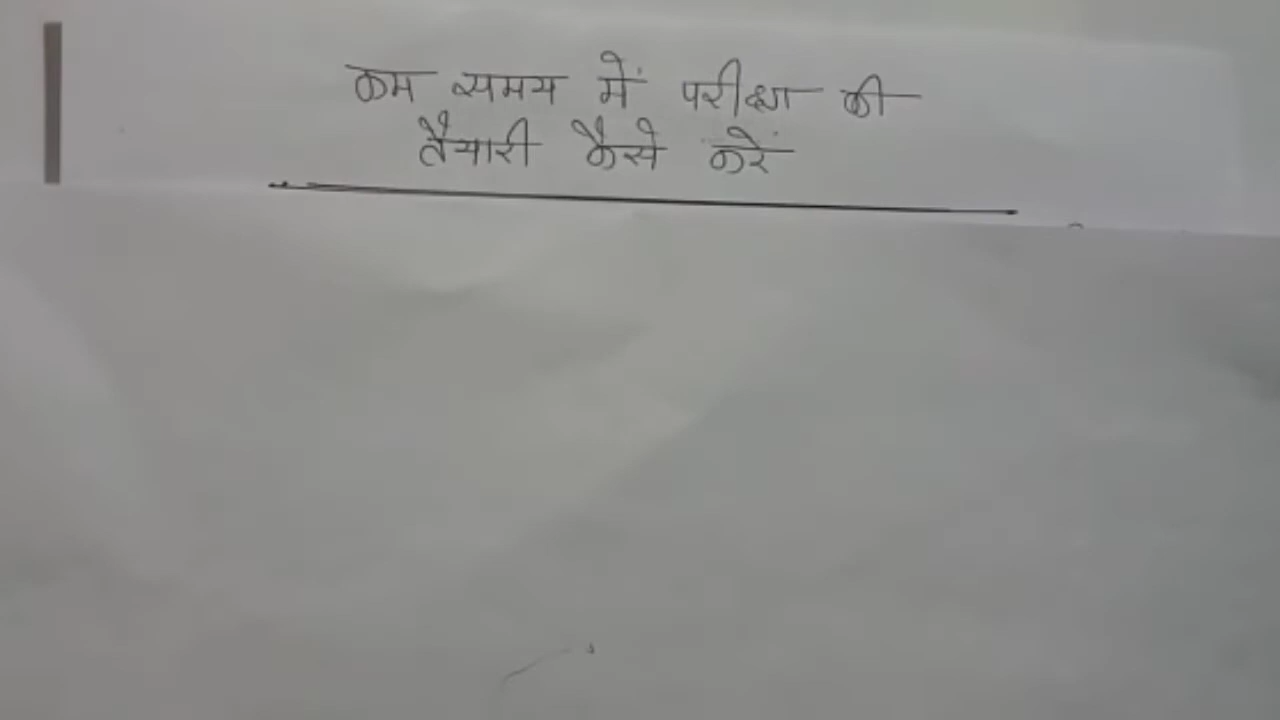 कम समय में परीक्षा की
तैयारी कैसे करें